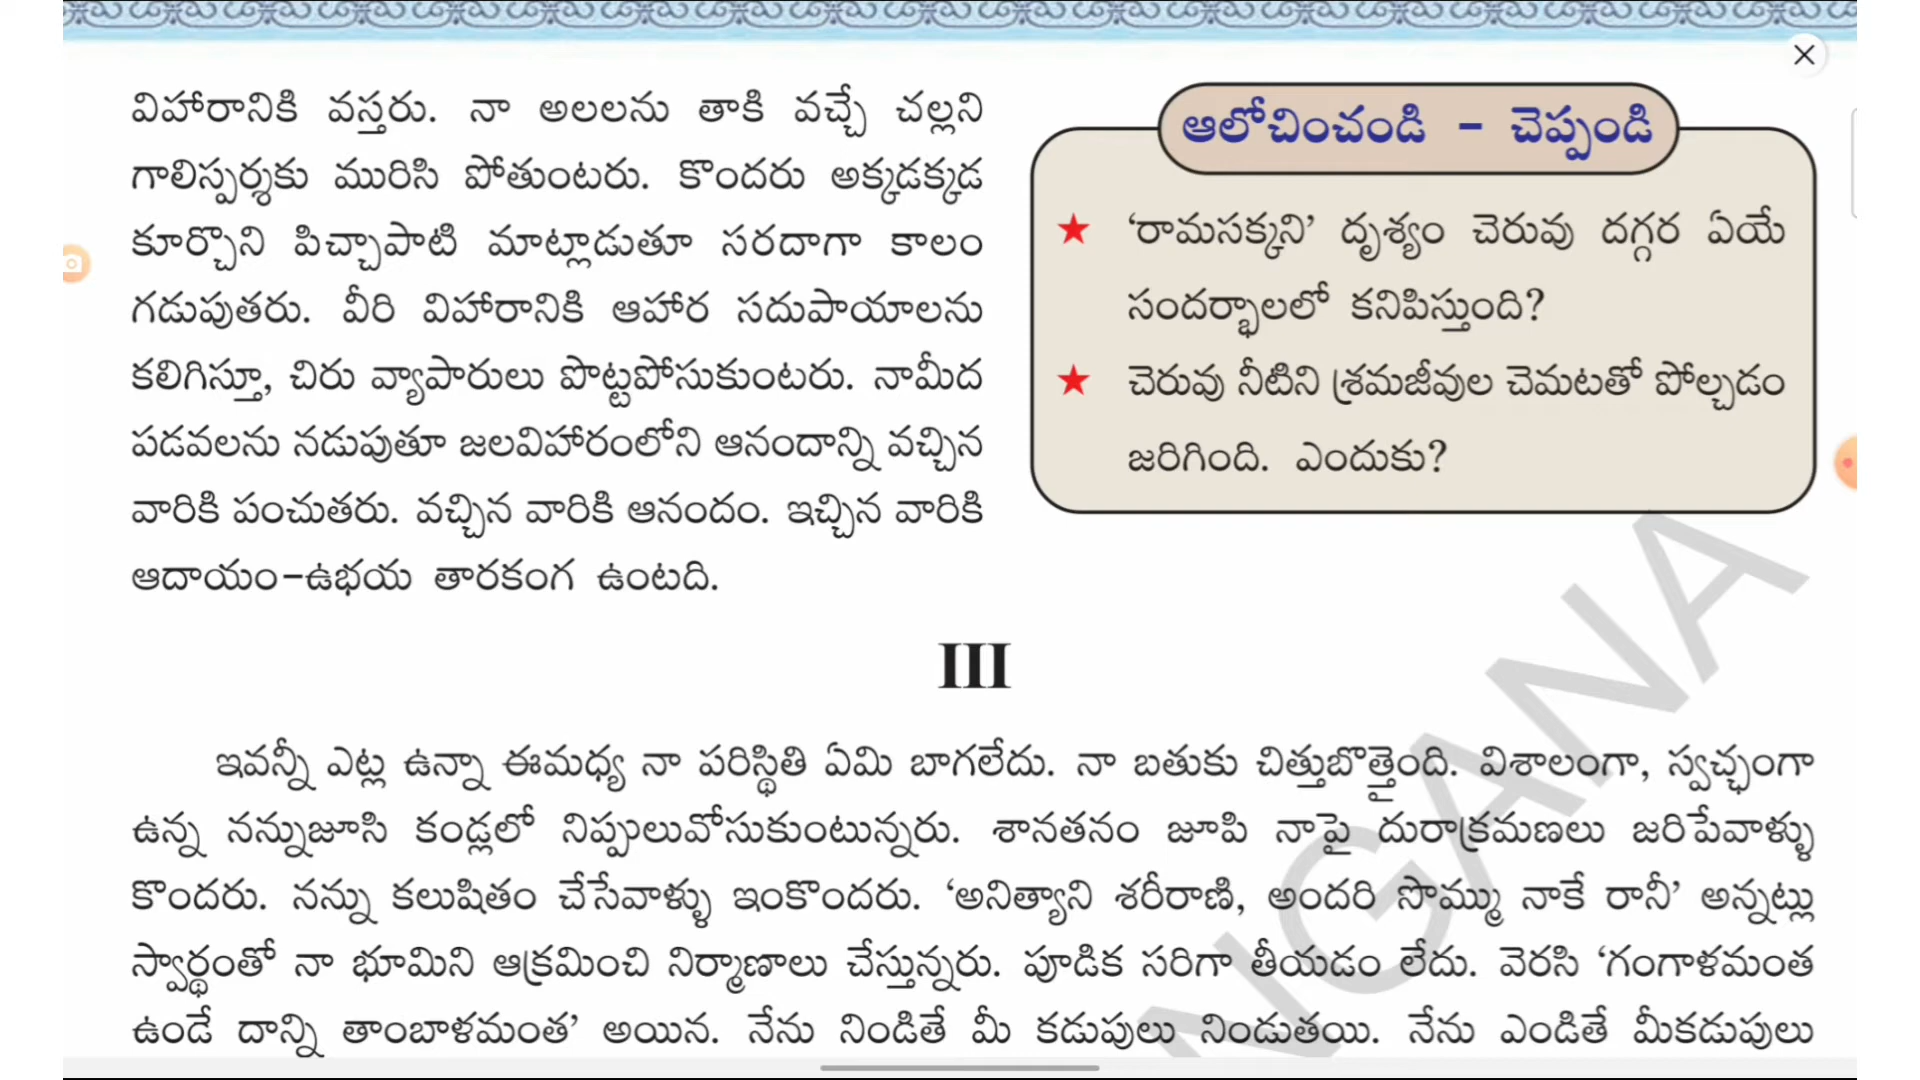 విహారానికి వస్తరు. నా అలలను తాకి వచ్చే చల్లని
గాలిస్పర్శకు మురిసి పోతుంటరు. కొందరు అక్కడక్కడ
కూర్చొని పిచ్చాపాటి మాట్లాడుతూ సరదాగా కాలం
గడుపుతరు. వీరి విహారానికి ఆహార సదుపాయాలను
కలిగిస్తూ, చిరు వ్యాపారులు పొట్టపోసుకుంటరు. నామీద
పడవలను నడుపుతూ జలవిహారంలోని ఆనందాన్ని వచ్చిన
వారికి పంచుతరు. వచ్చిన వారికి ఆనందం. ఇచ్చిన వారికి
ఆదాయం-ఉభయ తారకంగ ఉంటది.
ఆలోచించండి - చెప్పండి
★ ‘రామసక్కని’ దృశ్యం చెరువు దగ్గర ఏయే
సందర్భాలలో కనిపిస్తుంది?
★ చెరువు నీటిని శ్రమజీవుల చెమటతో పోల్చడం
జరిగింది. ఎందుకు?
III
ఇవన్నీ ఎట్ల ఉన్నా ఈమధ్య నా పరిస్థితి ఏమి బాగలేదు. నా బతుకు చిత్తుబొత్తైంది. విశాలంగా, స్వచ్ఛంగా
ఉన్న నన్నుజూసి కండ్లలో నిప్పులువోసుకుంటున్నరు. శానతనం జూపి నాపై దురాక్రమణలు జరిపేవాళ్ళు
కొందరు. నన్ను కలుషితం చేసేవాళ్ళు ఇంకొందరు. ‘అనిత్యాని శరీరాణి, అందరి సొమ్ము నాకే రానీ’ అన్నట్లు
స్వార్థంతో నా భూమిని ఆక్రమించి నిర్మాణాలు చేస్తున్నరు. పూడిక సరిగా తీయడం లేదు. వెరసి ‘గంగాళమంత
ఉండే దాన్ని తాంబాళమంత’ అయిన. నేను నిండితే మీ కడుపులు నిండుతయి. నేను ఎండితే మీకడుపులు
NGANA